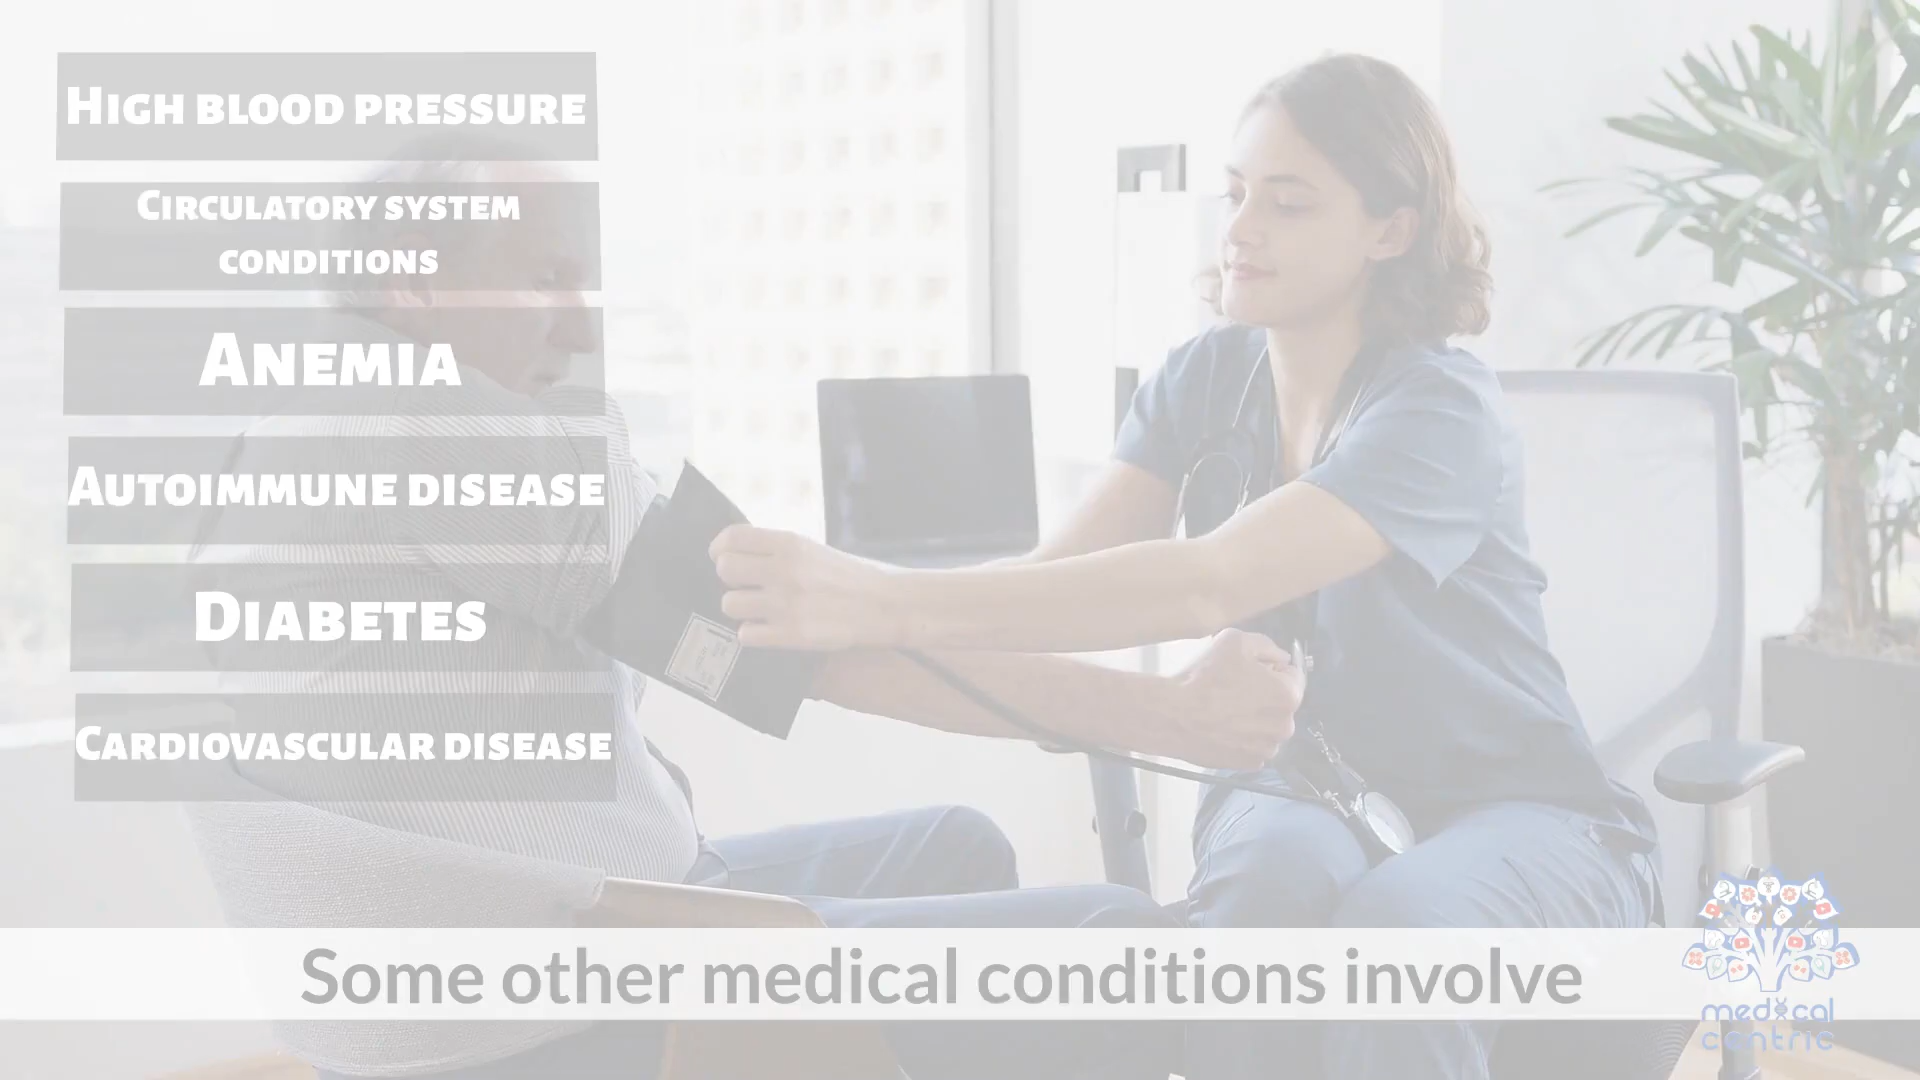 High blood pressure
Circulatory system
conditions
Anemia
Autoimmune disease
Diabetes
Cardiovascular disease
Some other medical conditions involve
medical
centric